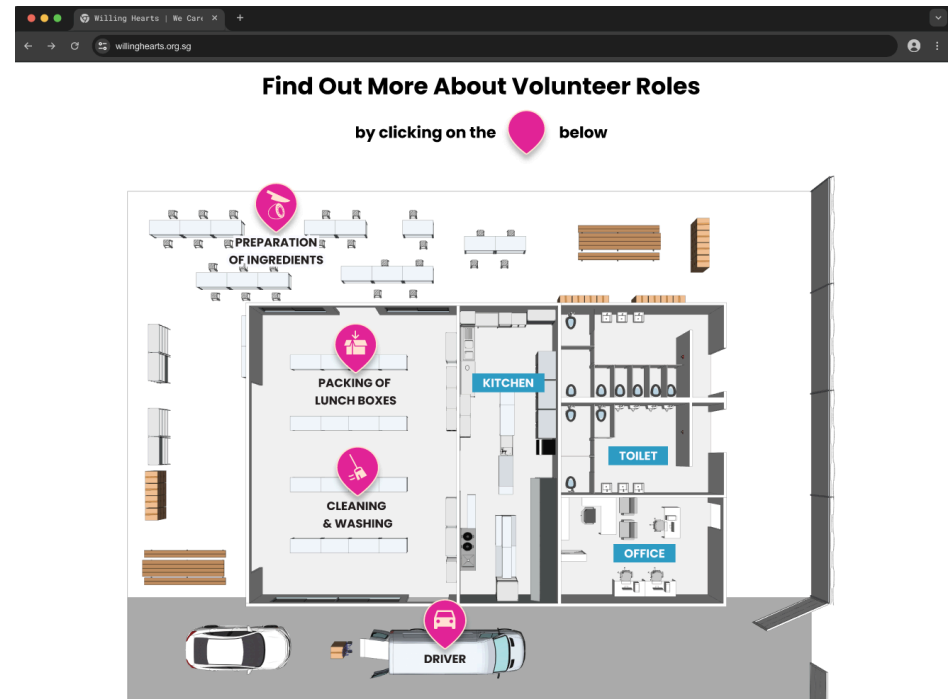 Willing Hearts | We Care
willinghearts.org.sg
Find Out More About Volunteer Roles
by clicking on the below
PREPARATION
OF INGREDIENTS
PACKING OF
LUNCH BOXES
KITCHEN
TOILET
CLEANING
& WASHING
OFFICE
DRIVER